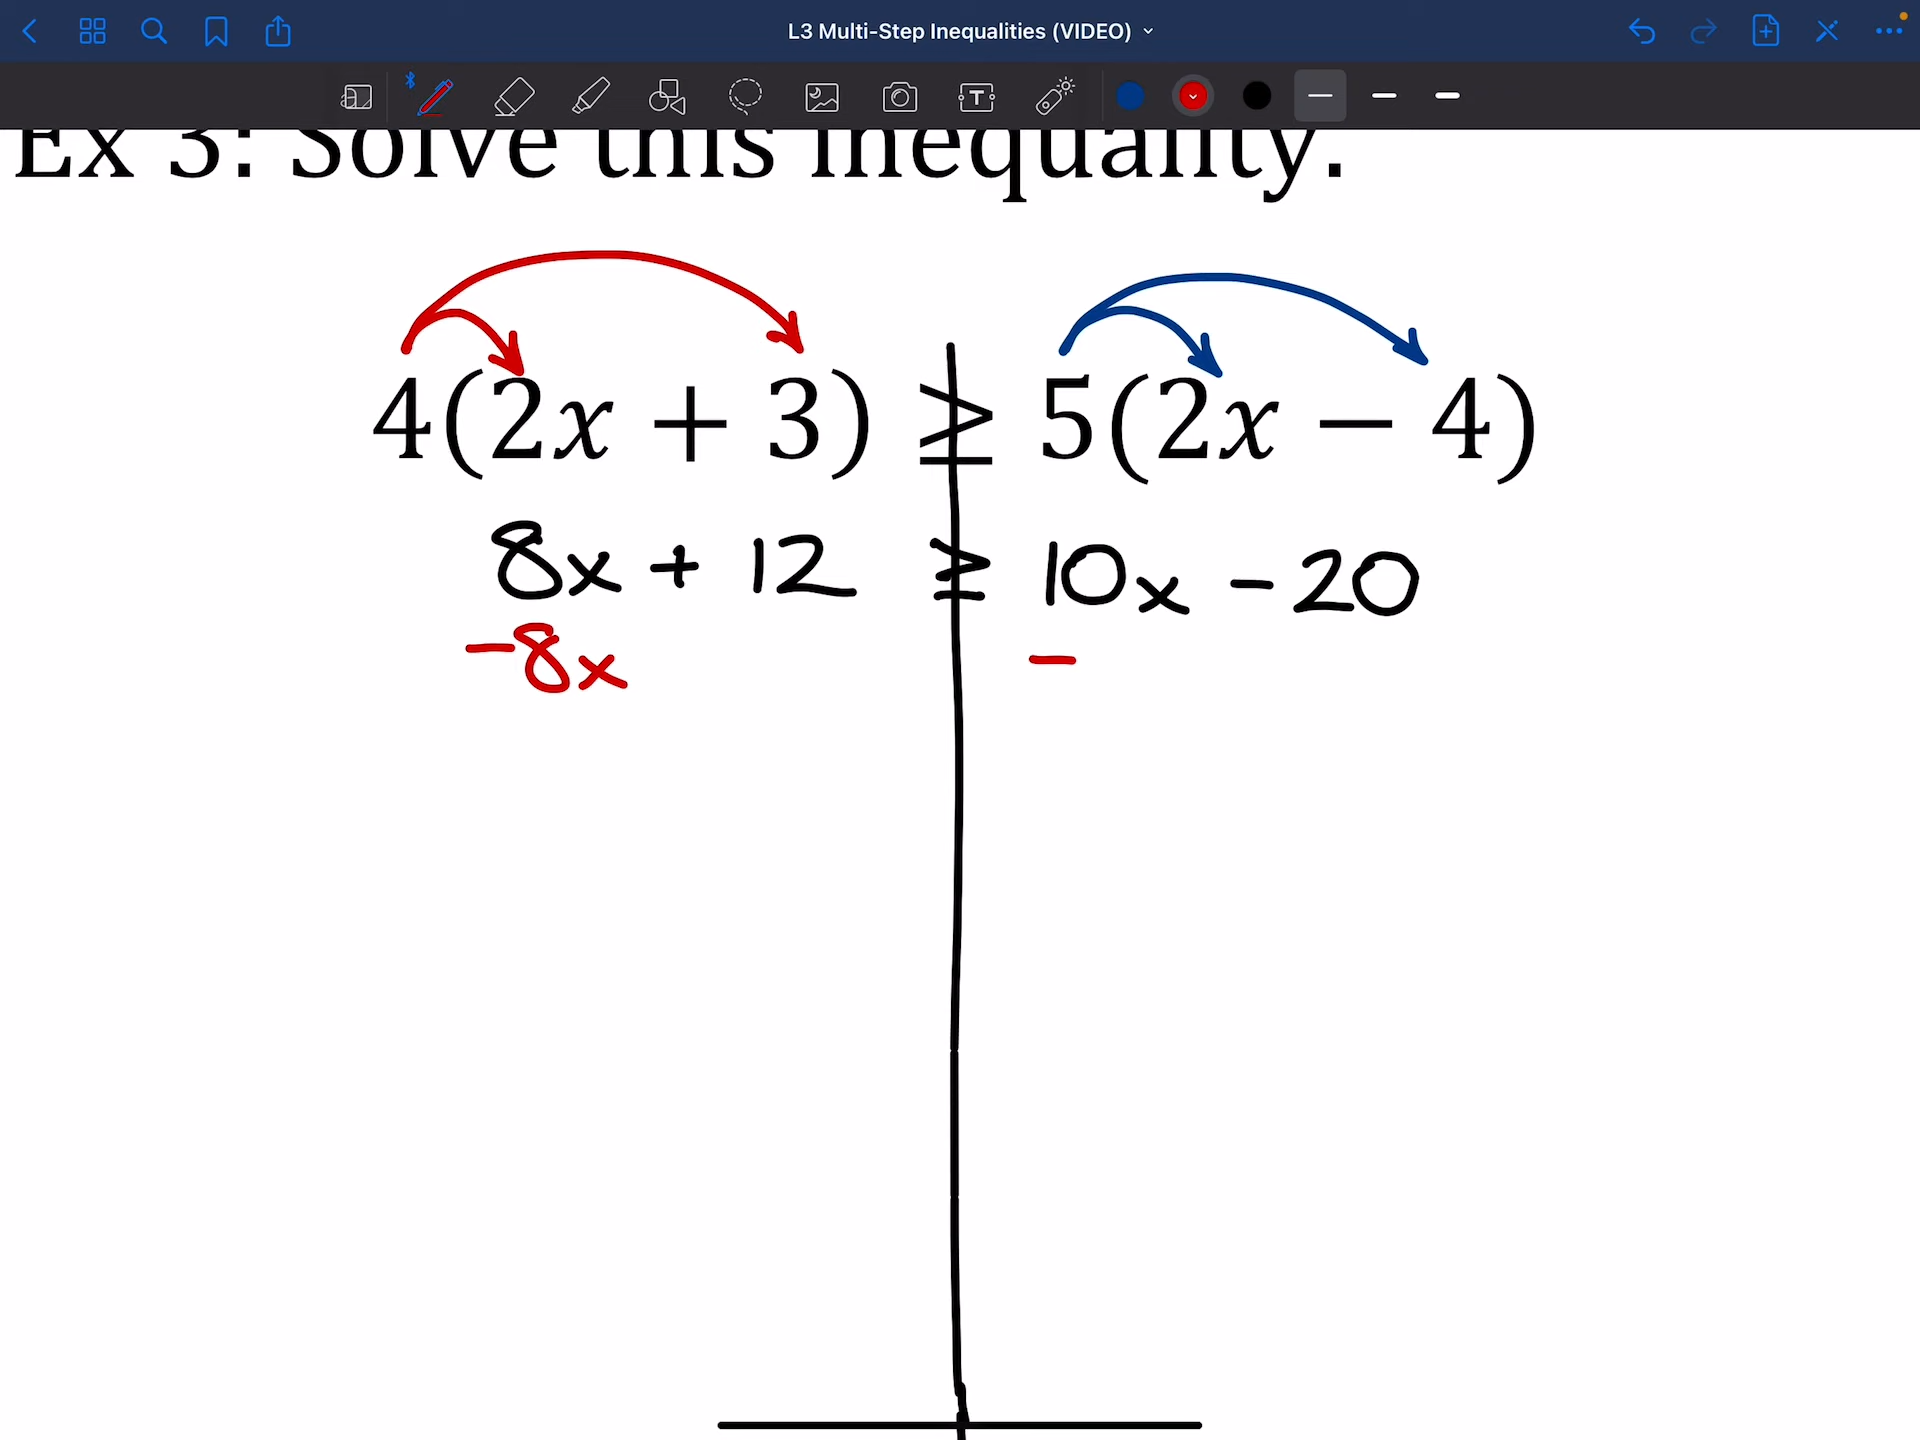 L3 Multi-Step Inequalities (VIDEO)
Ex 3: Solve this inequality.
4(2x + 3) ≥ 5(2x − 4)
8x + 12 ≥ 10x - 20
-8x -